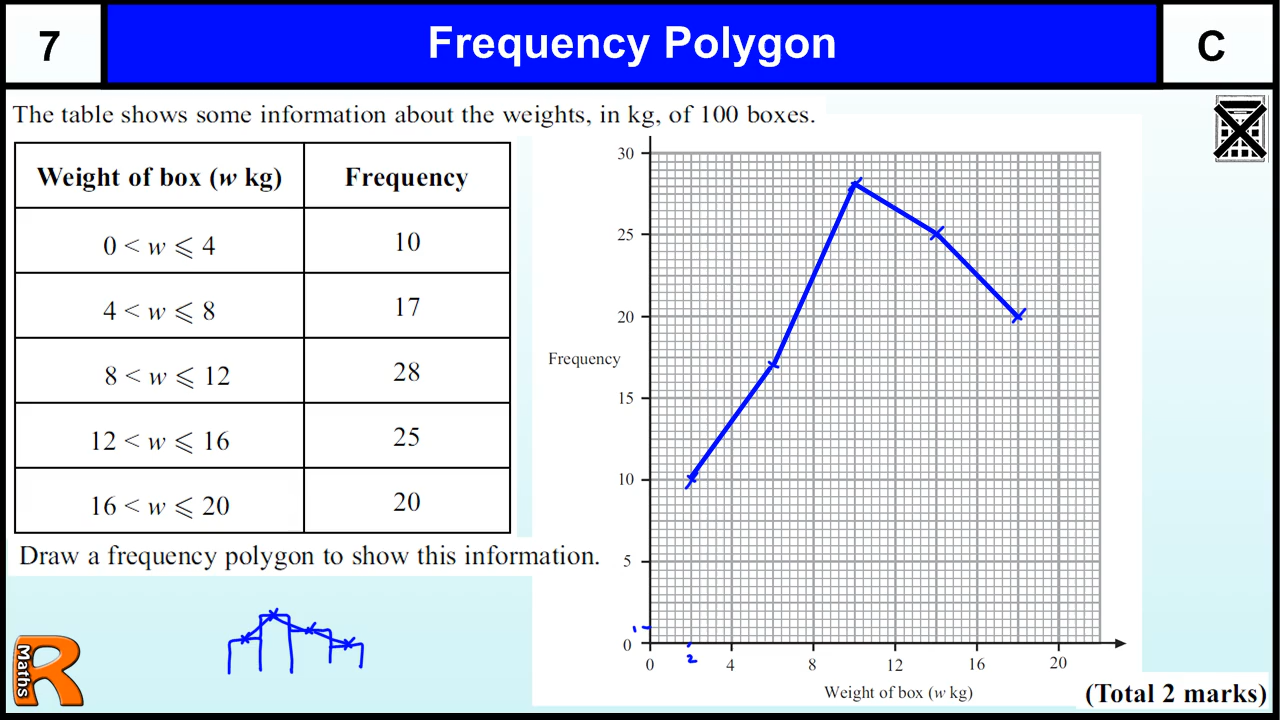 7
Frequency Polygon
C
The table shows some information about the weights, in kg, of 100 boxes.
Weight of box (w kg) Frequency
0 < w ⩽ 4 10
4 < w ⩽ 8 17
8 < w ⩽ 12 28
12 < w ⩽ 16 25
16 < w ⩽ 20 20
Draw a frequency polygon to show this information.
30
25
20
Frequency
15
10
5
1
0
2
0 4 8 12 16 20
Weight of box (w kg)
(Total 2 marks)
R
Maths